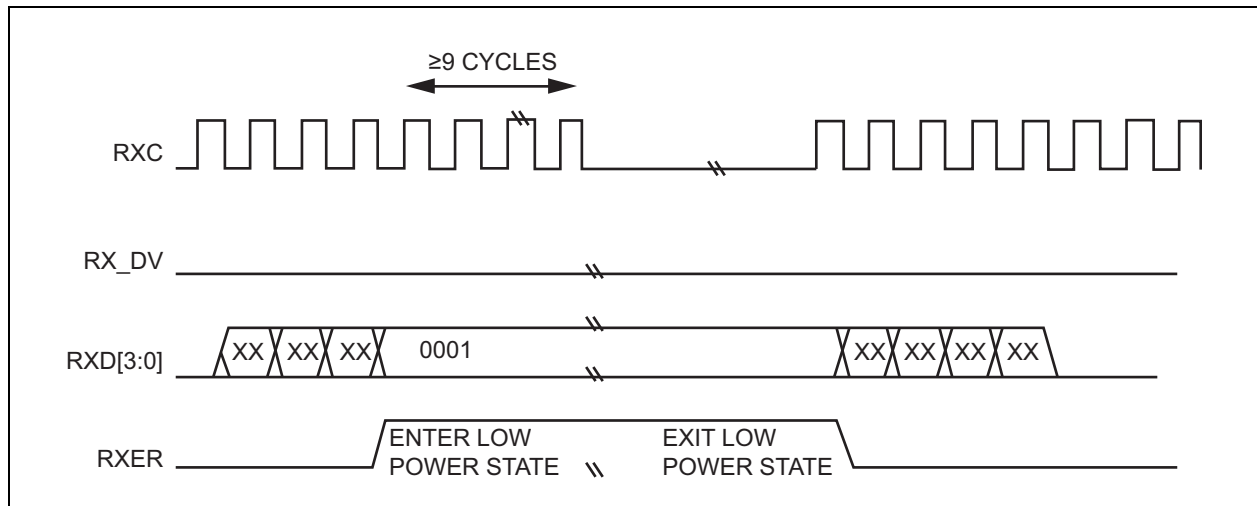 ≥9 CYCLES
RXC
RX_DV
RXD[3:0] XX XX XX 0001 XX XX XX XX
RXER
ENTER LOW EXIT LOW
POWER STATE POWER STATE